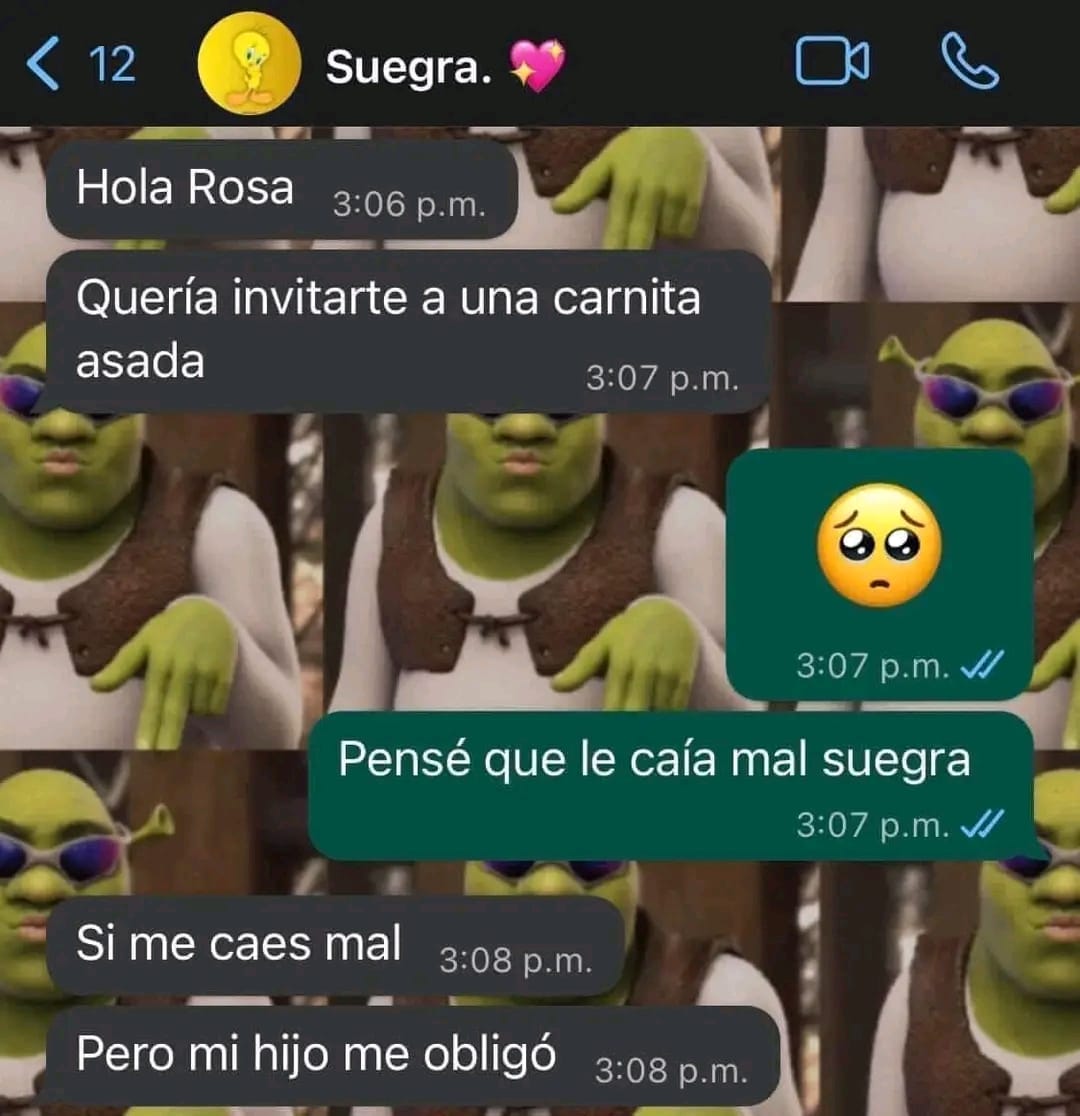 12
Suegra. 💖
Hola Rosa 3:06 p.m.
Quería invitarte a una carnita
asada 3:07 p.m.
🥺
3:07 p.m.
Pensé que le caía mal suegra
3:07 p.m.
Si me caes mal 3:08 p.m.
Pero mi hijo me obligó 3:08 p.m.